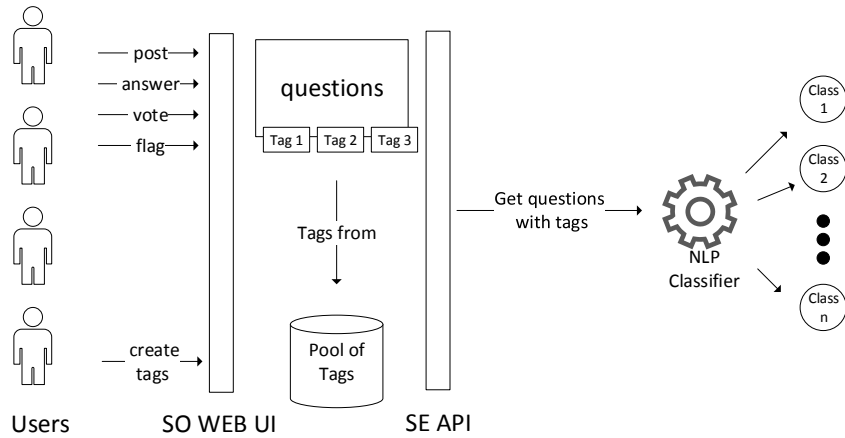 post
answer
vote
flag
create
tags
Users
SO WEB UI
questions
Tag 1
Tag 2
Tag 3
Tags from
Pool of
Tags
SE API
Get questions
with tags
NLP
Classifier
Class
1
Class
2
Class
n